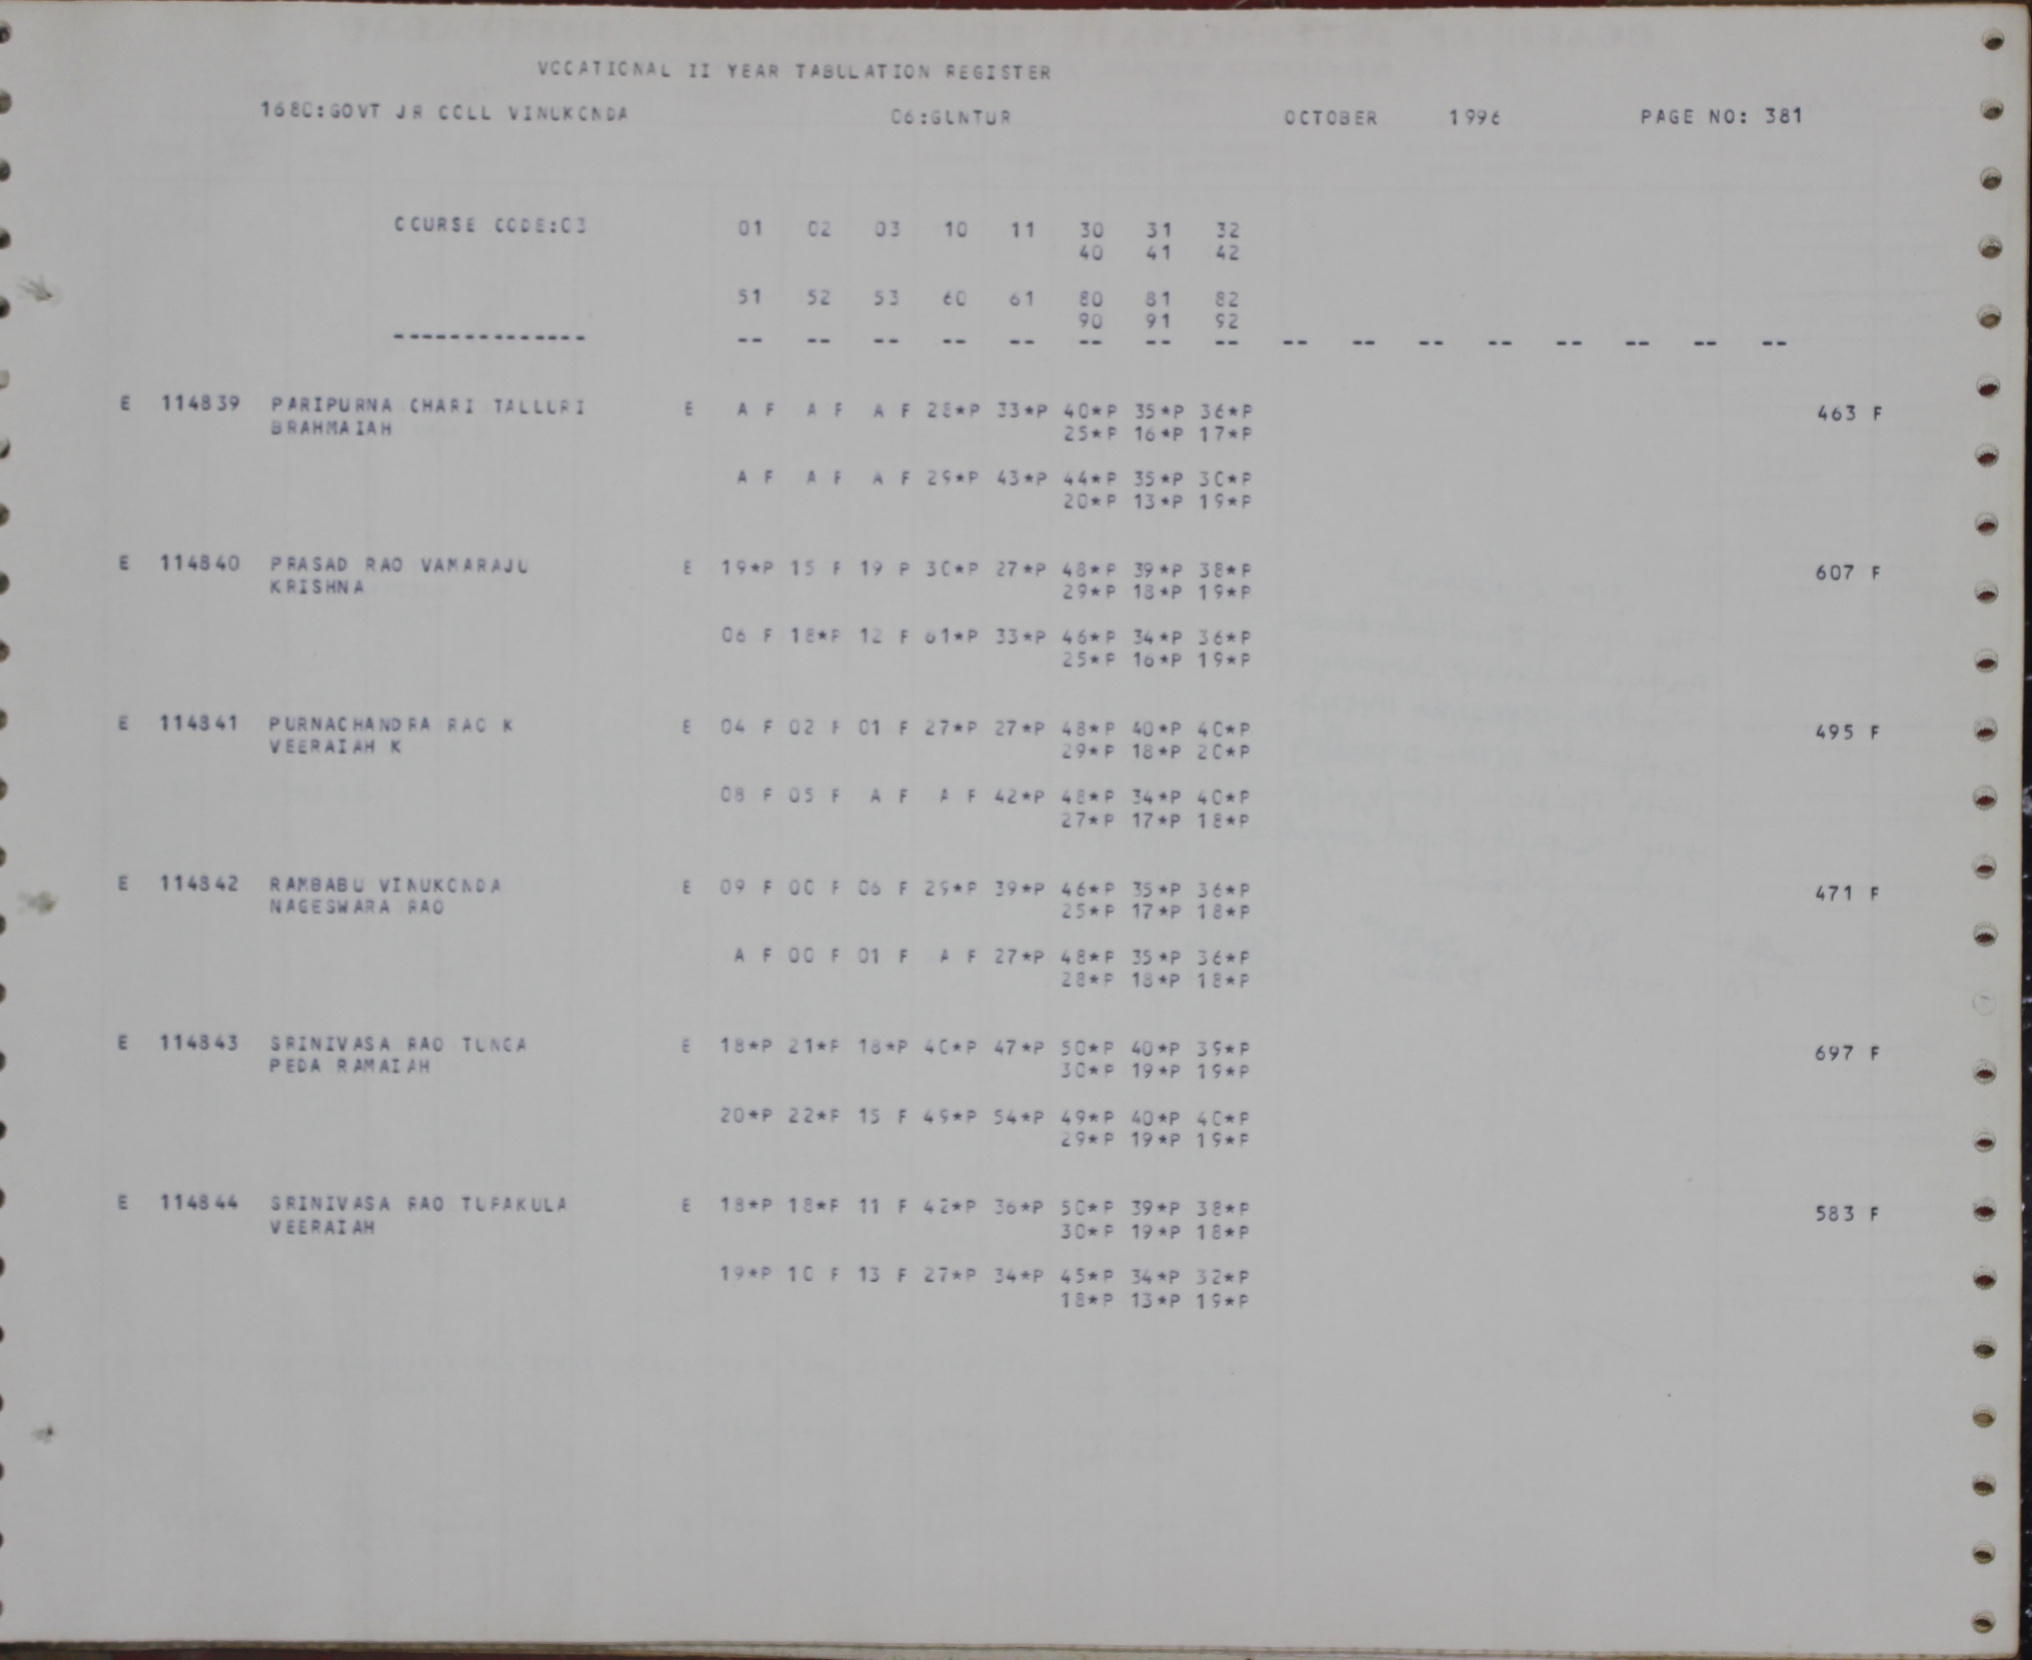 VOCATIONAL II YEAR TABULATION REGISTER
1680:GOVT JR COLL VINUKONDA 06:GUNTUR OCTOBER 1996 PAGE NO: 381
COURSE CODE:03 01 02 03 10 11 30 31 32
40 41 42
51 52 53 60 61 80 81 82
90 91 92
-------------- -- -- -- -- -- -- -- -- -- -- -- -- -- -- -- --
E 114839 PARIPURNA CHARI TALLURI E A F A F A F 28*P 33*P 40*P 35*P 36*P 463 F
BRAHMAIAH 25*P 16*P 17*P
A F A F A F 29*P 43*P 44*P 35*P 30*P
20*P 13*P 19*P
E 114840 PRASAD RAO VAMARAJU E 19*P 15 F 19 P 30*P 27*P 48*P 39*P 38*P 607 F
KRISHNA 29*P 18*P 19*P
06 F 18*P 12 F 61*P 33*P 46*P 34*P 36*P
25*P 16*P 19*P
E 114841 PURNACHANDRA RAO K E 04 F 02 F 01 F 27*P 27*P 48*P 40*P 40*P 495 F
VEERAIAH K 29*P 18*P 20*P
08 F 05 F A F A F 42*P 48*P 34*P 40*P
27*P 17*P 18*P
E 114842 RAMBABU VINUKONDA E 09 F 00 F 06 F 29*P 39*P 46*P 35*P 36*P 471 F
NAGESWARA RAO 25*P 17*P 18*P
A F 00 F 01 F A F 27*P 48*P 35*P 36*P
28*P 18*P 18*P
E 114843 SRINIVASA RAO TUNGA E 18*P 21*P 18*P 40*P 47*P 50*P 40*P 39*P 697 F
PEDA RAMAIAH 30*P 19*P 19*P
20*P 22*P 15 F 49*P 54*P 49*P 40*P 40*P
29*P 19*P 19*P
E 114844 SRINIVASA RAO TUPAKULA E 18*P 18*P 11 F 42*P 36*P 50*P 39*P 38*P 583 F
VEERAIAH 30*P 19*P 18*P
19*P 10 F 13 F 27*P 34*P 45*P 34*P 32*P
18*P 13*P 19*P